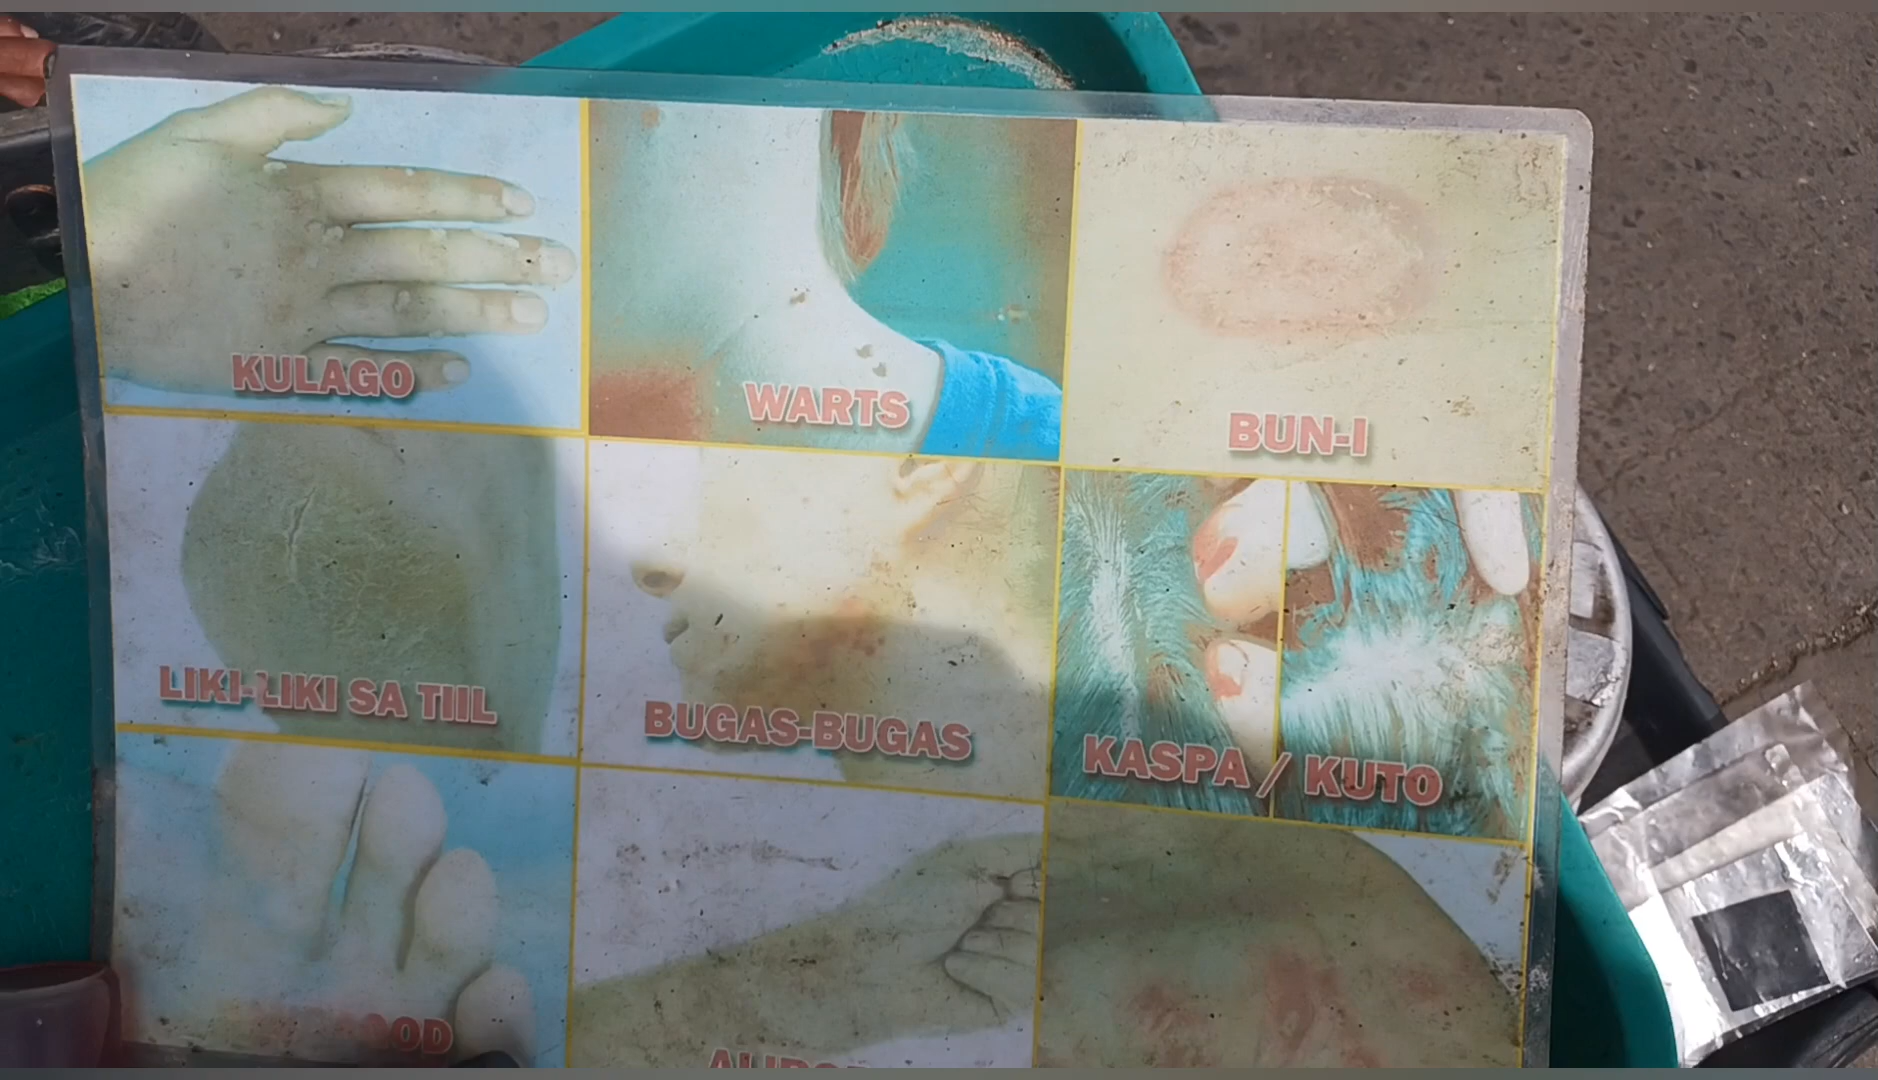 KULAGO
WARTS
BUN-I
LIKI-LIKI SA TIIL
BUGAS-BUGAS
KASPA / KUTO